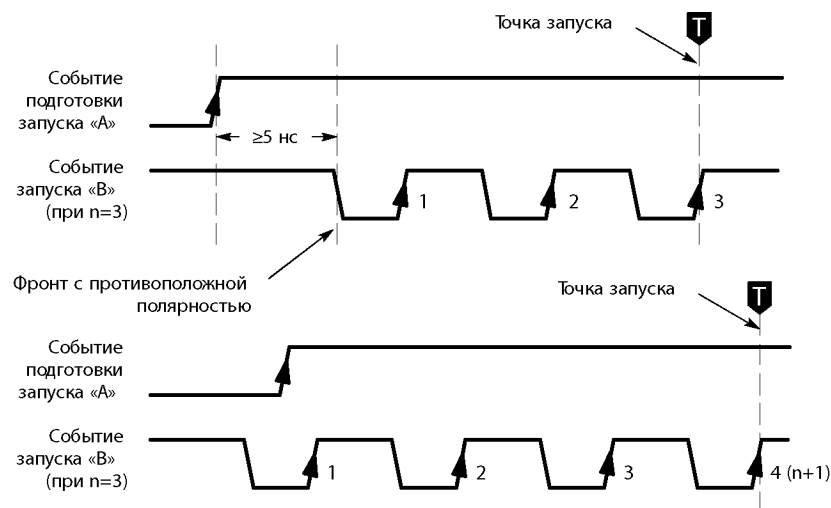 Точка запуска
T
Событие
подготовки
запуска «А»
≥5 нс
Событие
запуска «В»
(при n=3)
1
2
3
Фронт с противоположной
полярностью
Точка запуска
T
Событие
подготовки
запуска «А»
Событие
запуска «В»
(при n=3)
1
2
3
4 (n+1)